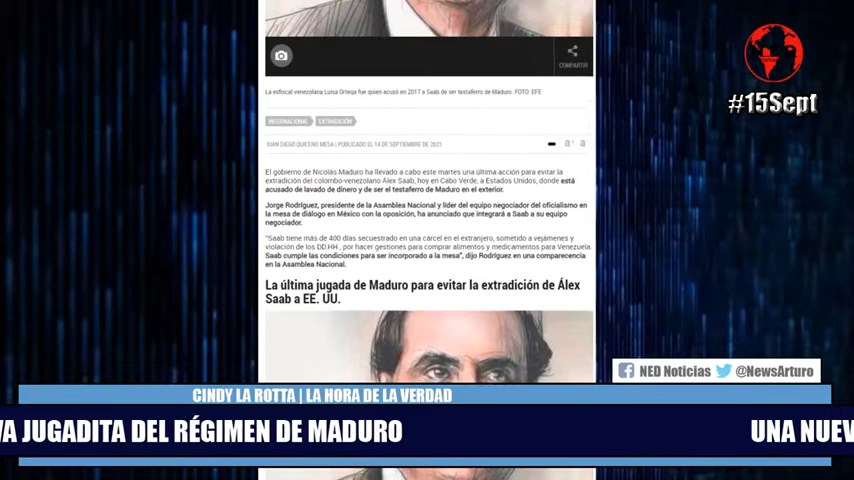 COMPARTIR
#15Sept
La exfiscal venezolana Luisa Ortega fue quien acusó en 2017 a Saab de ser testaferro de Maduro. FOTO: EFE
INTERNACIONAL EXTRADICIÓN
JUAN DIEGO QUICENO MESA | PUBLICADO EL 14 DE SEPTIEMBRE DE 2021
a+ a
El gobierno de Nicolás Maduro ha llevado a cabo este martes una última acción para evitar la
extradición del colombo-venezolano Álex Saab, hoy en Cabo Verde, a Estados Unidos, donde está
acusado de lavado de dinero y de ser el testaferro de Maduro en el exterior.
Jorge Rodríguez, presidente de la Asamblea Nacional y líder del equipo negociador del oficialismo en
la mesa de diálogo en México con la oposición, ha anunciado que integrará a Saab a su equipo
negociador.
"Saab tiene más de 400 días secuestrado en una cárcel en el extranjero, sometido a vejámenes y
violación de los DD.HH., por hacer gestiones para comprar alimentos y medicamentos para Venezuela.
Saab cumple las condiciones para ser incorporado a la mesa", dijo Rodríguez en una comparecencia
en la Asamblea Nacional.
La última jugada de Maduro para evitar la extradición de Álex
Saab a EE. UU.
NED Noticias @NewsArturo
CINDY LA ROTTA | LA HORA DE LA VERDAD
VA JUGADITA DEL RÉGIMEN DE MADURO UNA NUEV